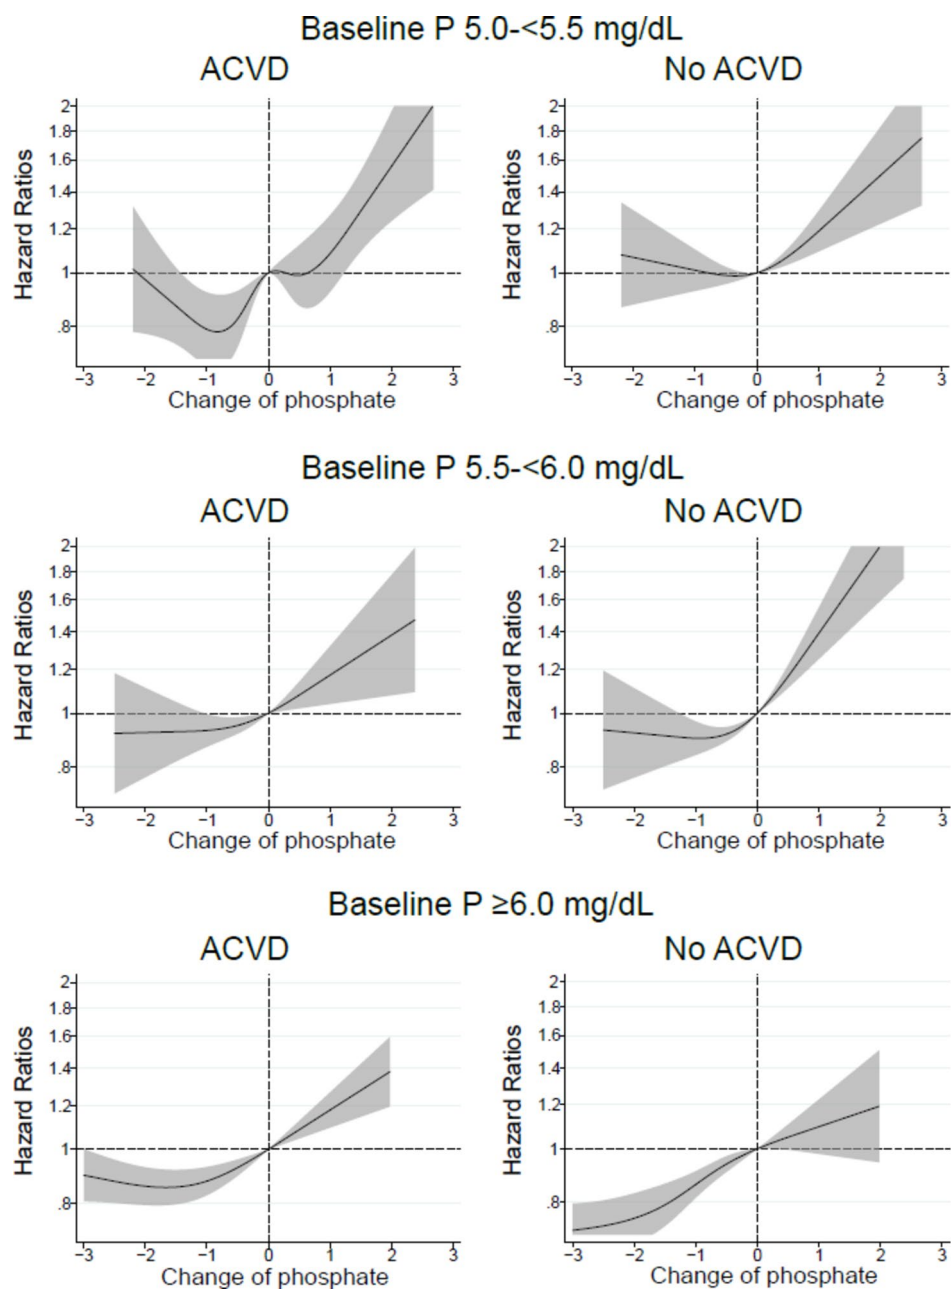 Baseline P 5.0-<5.5 mg/dL
ACVD
No ACVD
Hazard Ratios
2
1.8
1.6
1.4
1.2
1
.8
−3 −2 −1 0 1 2 3
Change of phosphate
Hazard Ratios
2
1.8
1.6
1.4
1.2
1
.8
−3 −2 −1 0 1 2 3
Change of phosphate
Baseline P 5.5-<6.0 mg/dL
ACVD
No ACVD
Hazard Ratios
2
1.8
1.6
1.4
1.2
1
.8
−3 −2 −1 0 1 2 3
Change of phosphate
Hazard Ratios
2
1.8
1.6
1.4
1.2
1
.8
−3 −2 −1 0 1 2 3
Change of phosphate
Baseline P ≥6.0 mg/dL
ACVD
No ACVD
Hazard Ratios
2
1.8
1.6
1.4
1.2
1
.8
−3 −2 −1 0 1 2 3
Change of phosphate
Hazard Ratios
2
1.8
1.6
1.4
1.2
1
.8
−3 −2 −1 0 1 2 3
Change of phosphate